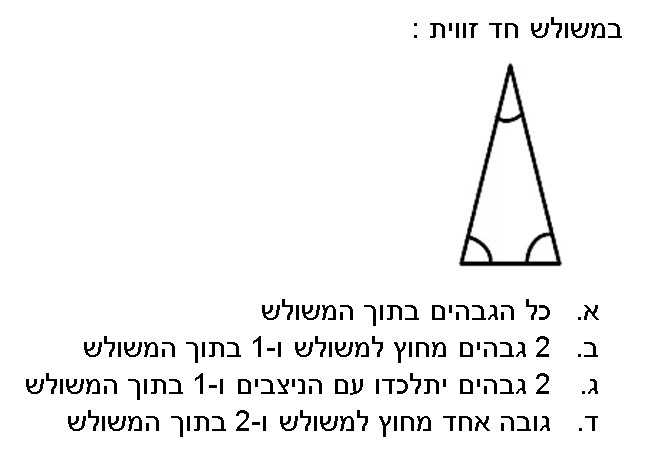 במשולש חד זווית :
א. כל הגבהים בתוך המשולש
ב. 2 גבהים מחוץ למשולש ו-1 בתוך המשולש
ג. 2 גבהים יתלכדו עם הניצבים ו-1 בתוך המשולש
ד. גובה אחד מחוץ למשולש ו-2 בתוך המשולש